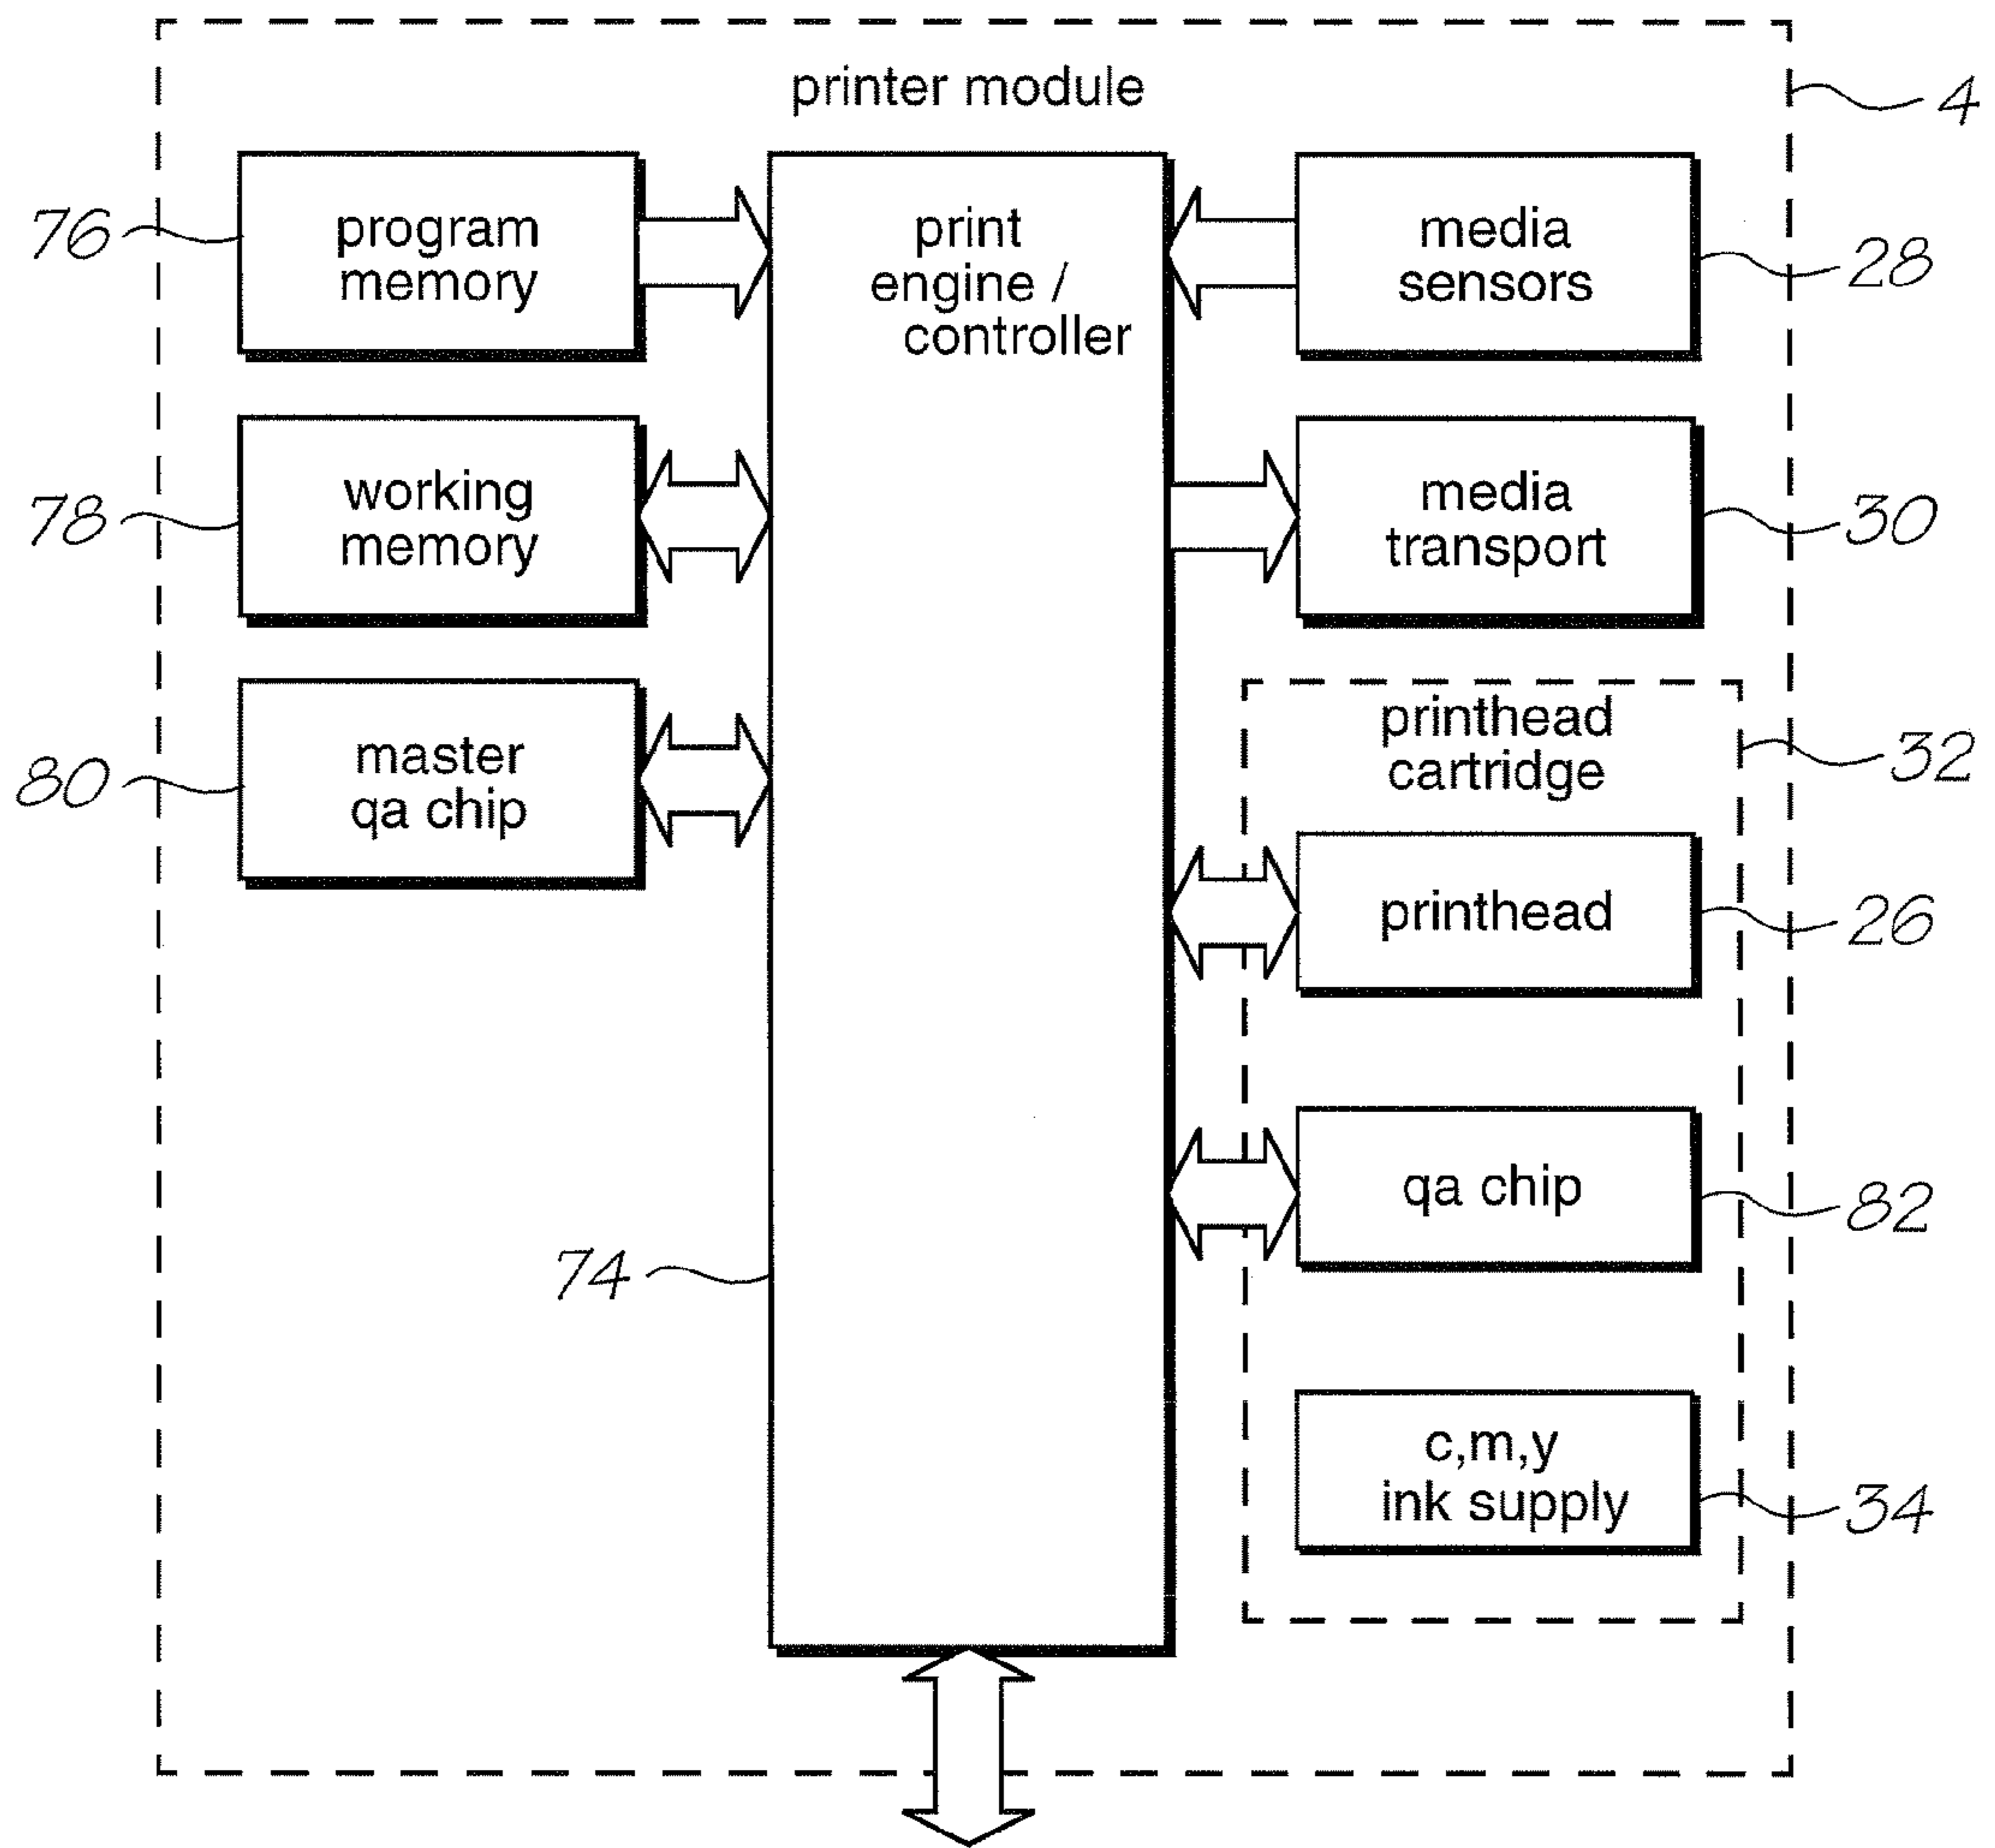 printer module
4
76
program
memory
print
engine /
controller
media
sensors
28
78
working
memory
media
transport
30
80
master
qa chip
printhead
cartridge
32
printhead
26
qa chip
82
74
c,m,y
ink supply
34